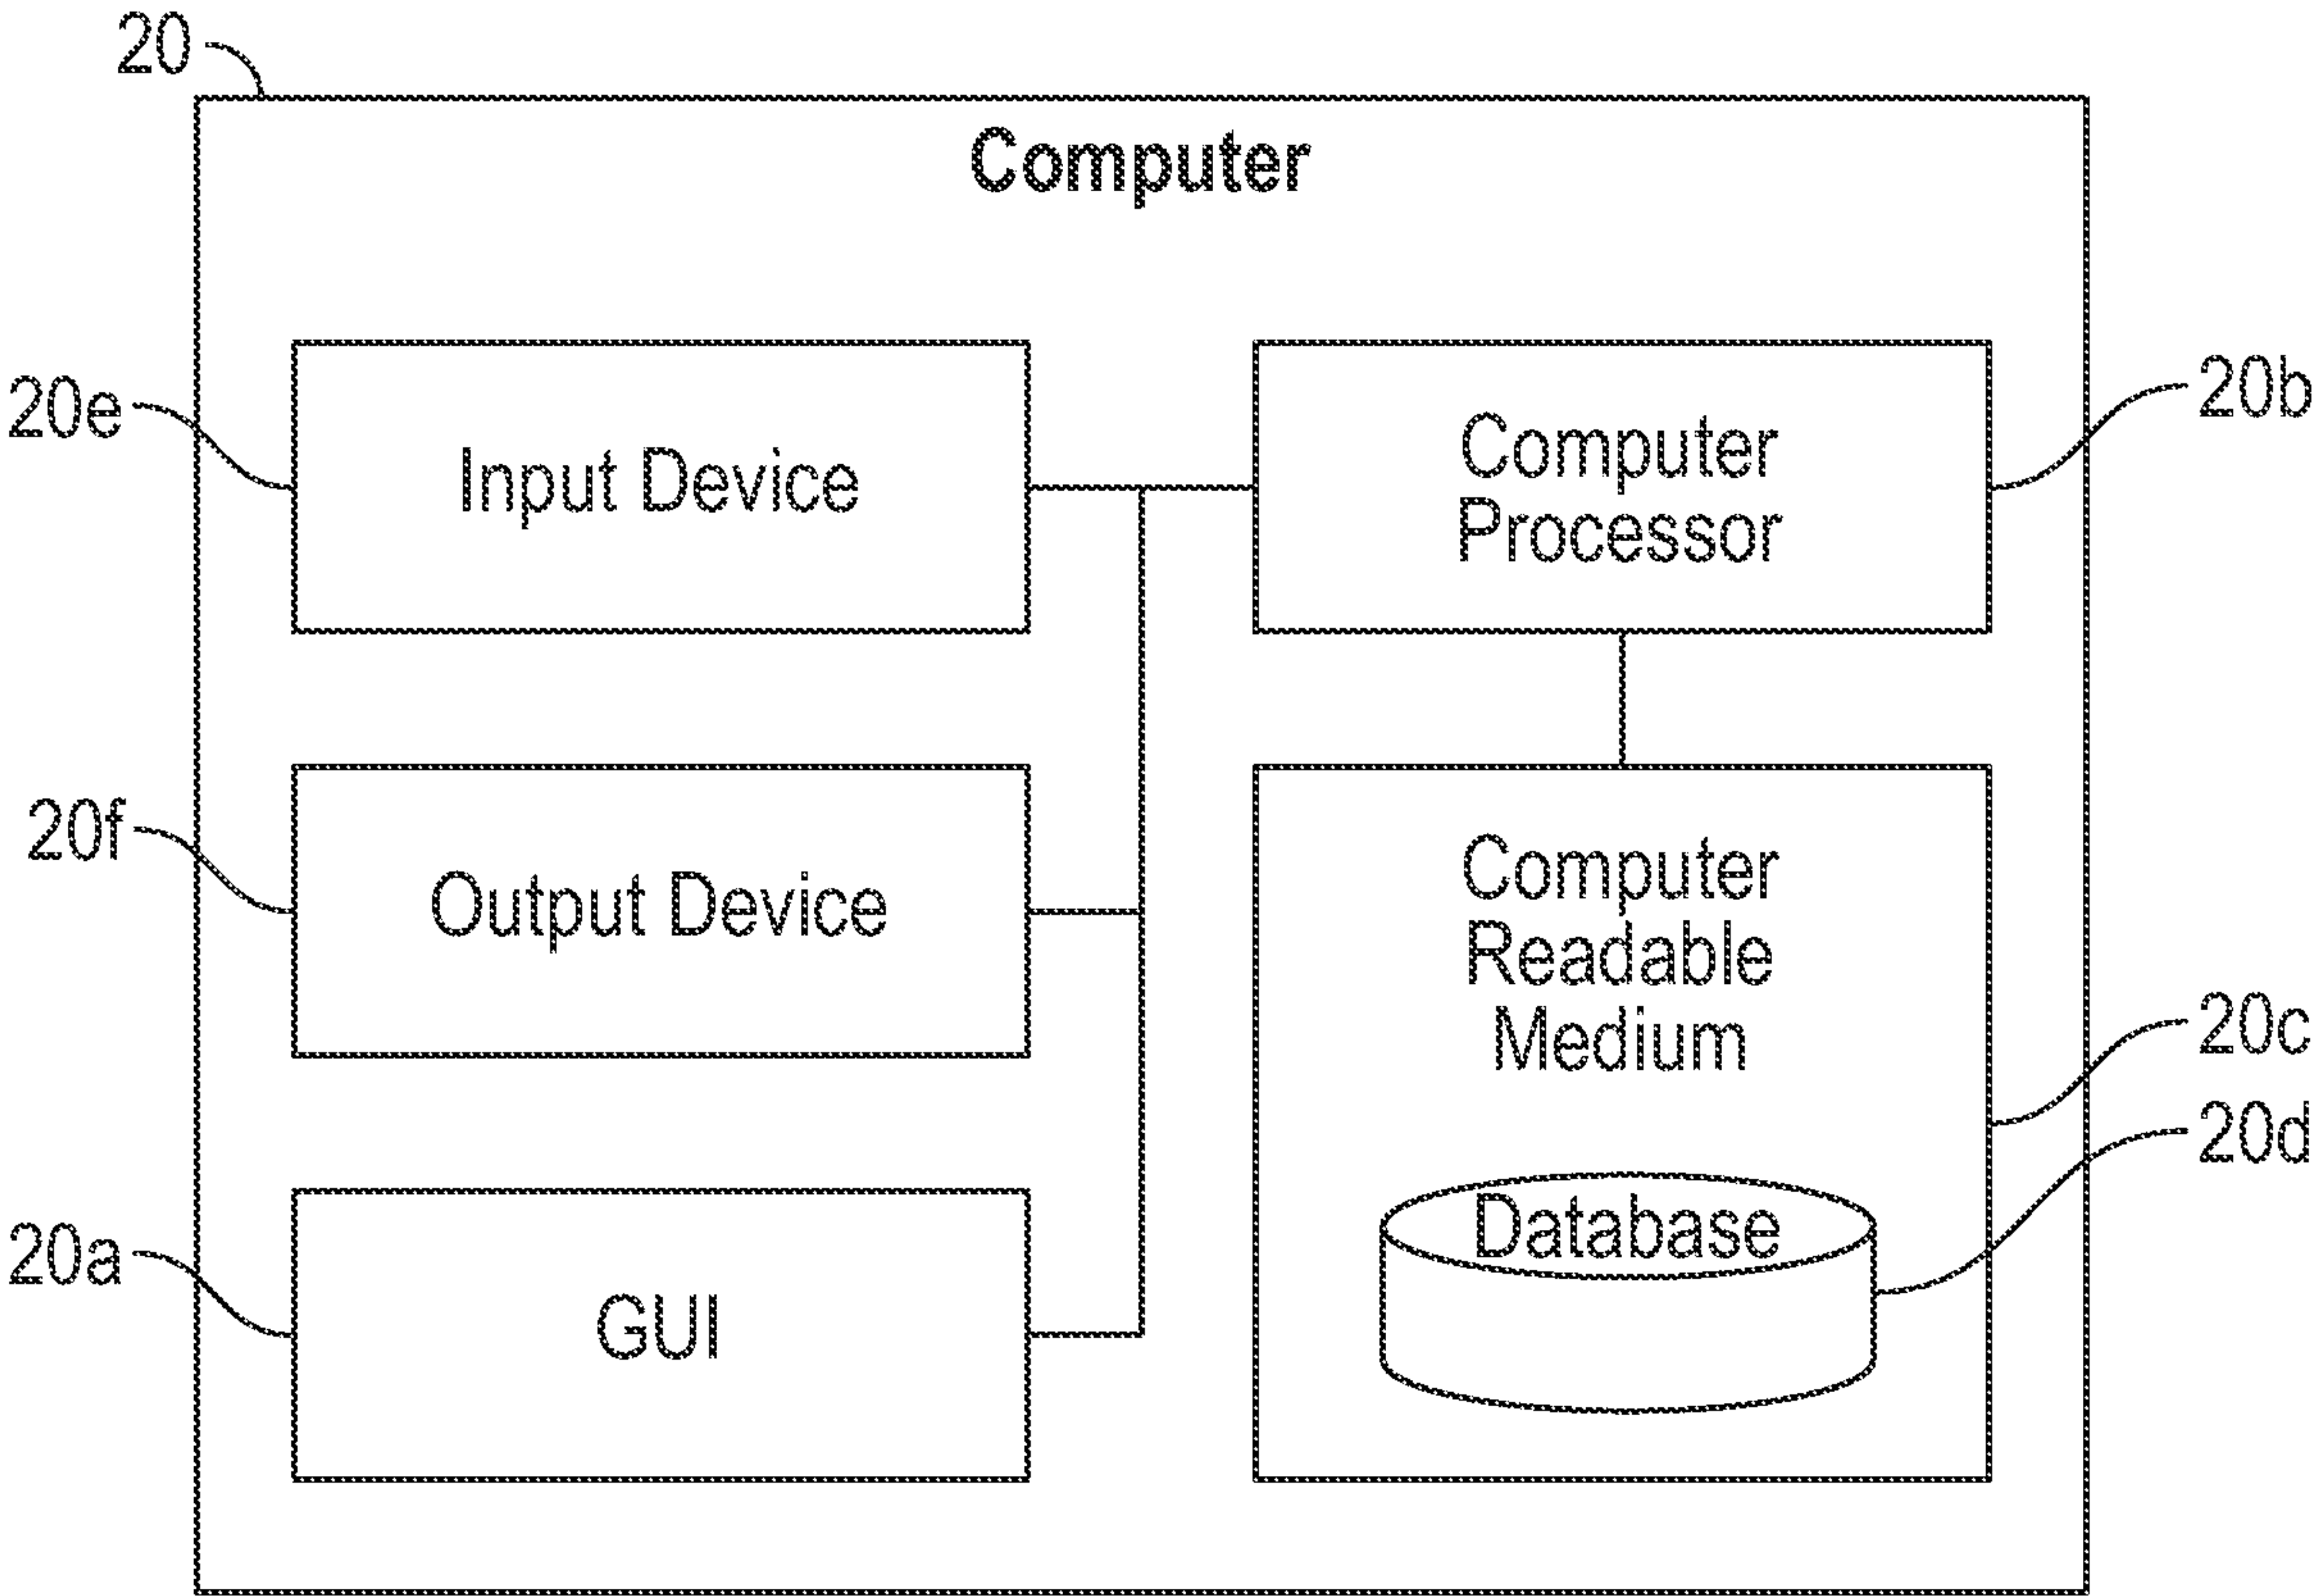 20
Computer
20e
Input Device
Computer
Processor
20b
20f
Output Device
Computer
Readable
Medium
20c
20d
Database
20a
GUI